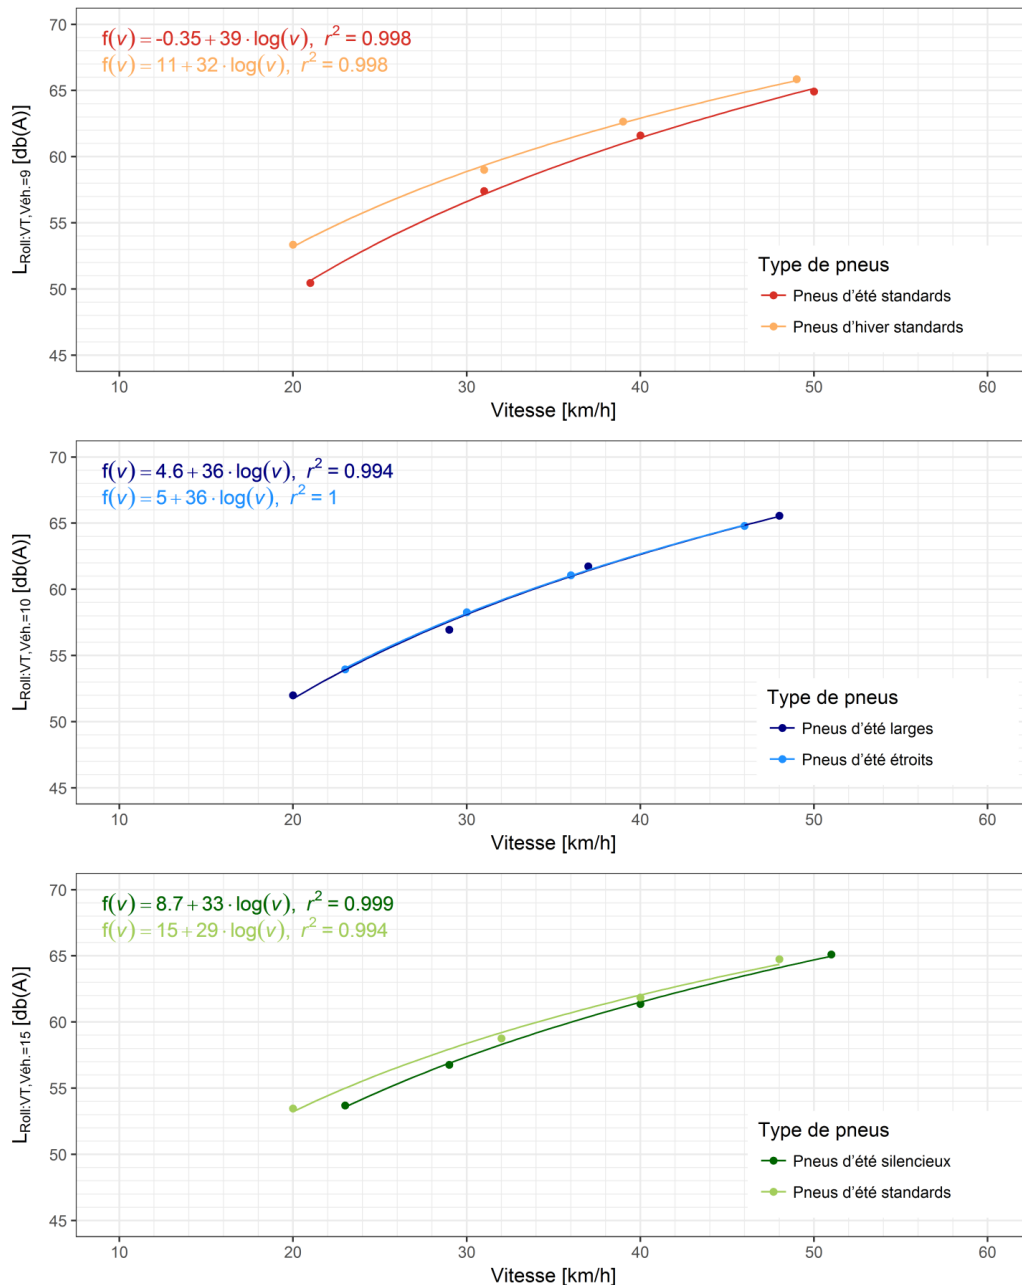 f(v) = -0.35 + 39 · log(v), r² = 0.998
f(v) = 11 + 32 · log(v), r² = 0.998
70
65
60
55
50
45
L Roll:VT,Véh.=9 [db(A)]
Type de pneus
Pneus d'été standards
Pneus d'hiver standards
10 20 30 40 50 60
Vitesse [km/h]
f(v) = 4.6 + 36 · log(v), r² = 0.994
f(v) = 5 + 36 · log(v), r² = 1
70
65
60
55
50
45
L Roll:VT,Véh.=10 [db(A)]
Type de pneus
Pneus d'été larges
Pneus d'été étroits
10 20 30 40 50 60
Vitesse [km/h]
f(v) = 8.7 + 33 · log(v), r² = 0.999
f(v) = 15 + 29 · log(v), r² = 0.994
70
65
60
55
50
45
L Roll:VT,Véh.=15 [db(A)]
Type de pneus
Pneus d'été silencieux
Pneus d'été standards
10 20 30 40 50 60
Vitesse [km/h]